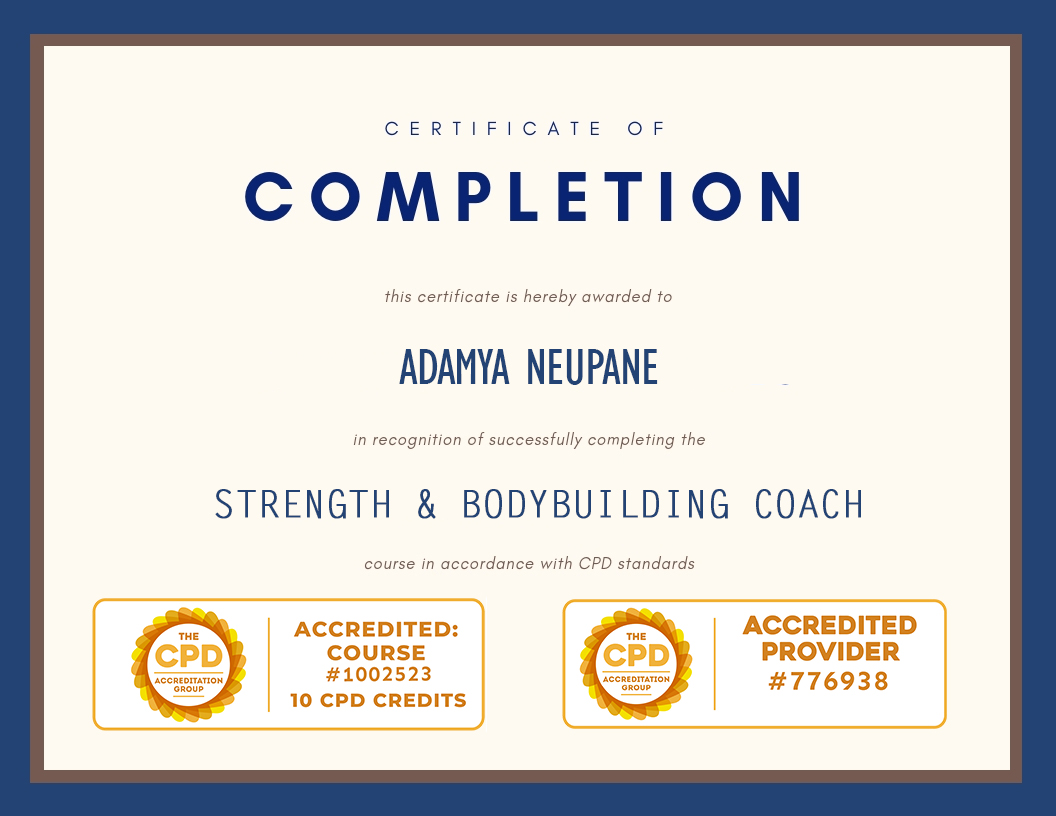 CERTIFICATE OF
COMPLETION
this certificate is hereby awarded to
ADAMYA NEUPANE
in recognition of successfully completing the
STRENGTH & BODYBUILDING COACH
course in accordance with CPD standards
THE
CPD
ACCREDITATION
GROUP
ACCREDITED:
COURSE
#1002523
10 CPD CREDITS
THE
CPD
ACCREDITATION
GROUP
ACCREDITED
PROVIDER
#776938